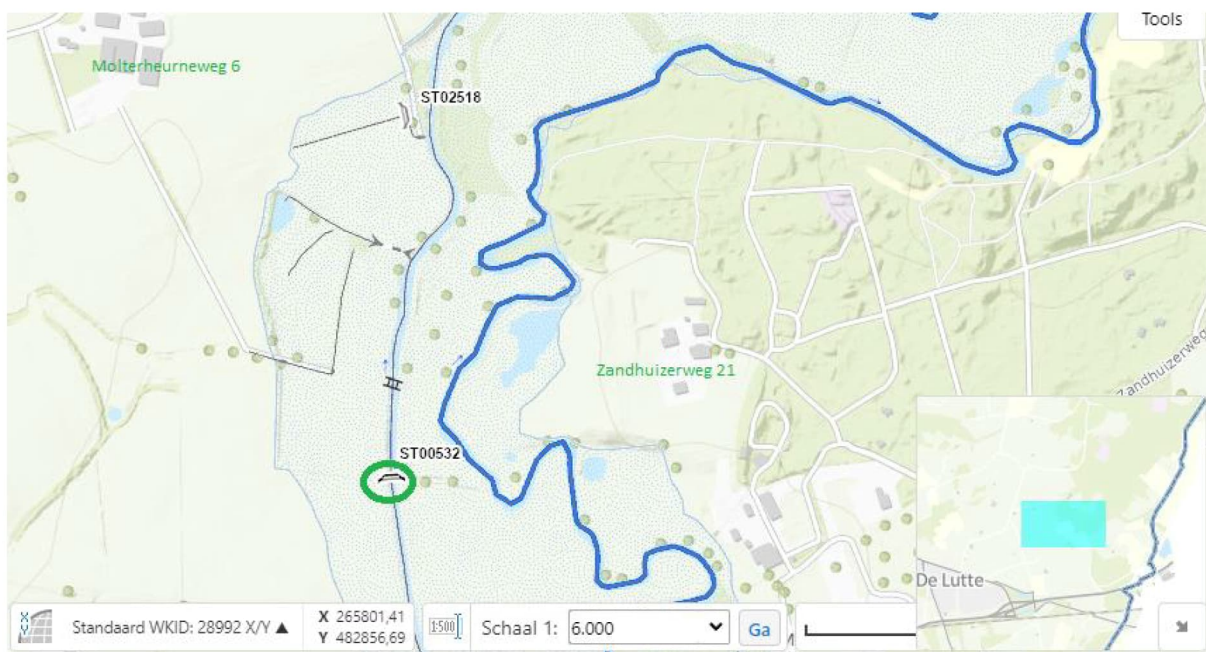 Tools
Molterheurneweg 6
ST02518
Zandhuizerweg 21
Zandhuizerweg
ST00532
De Lutte
Standaard WKID: 28992 X/Y ▲
X 265801,41
Y 482856,69
1:500
Schaal 1: 6.000
Ga